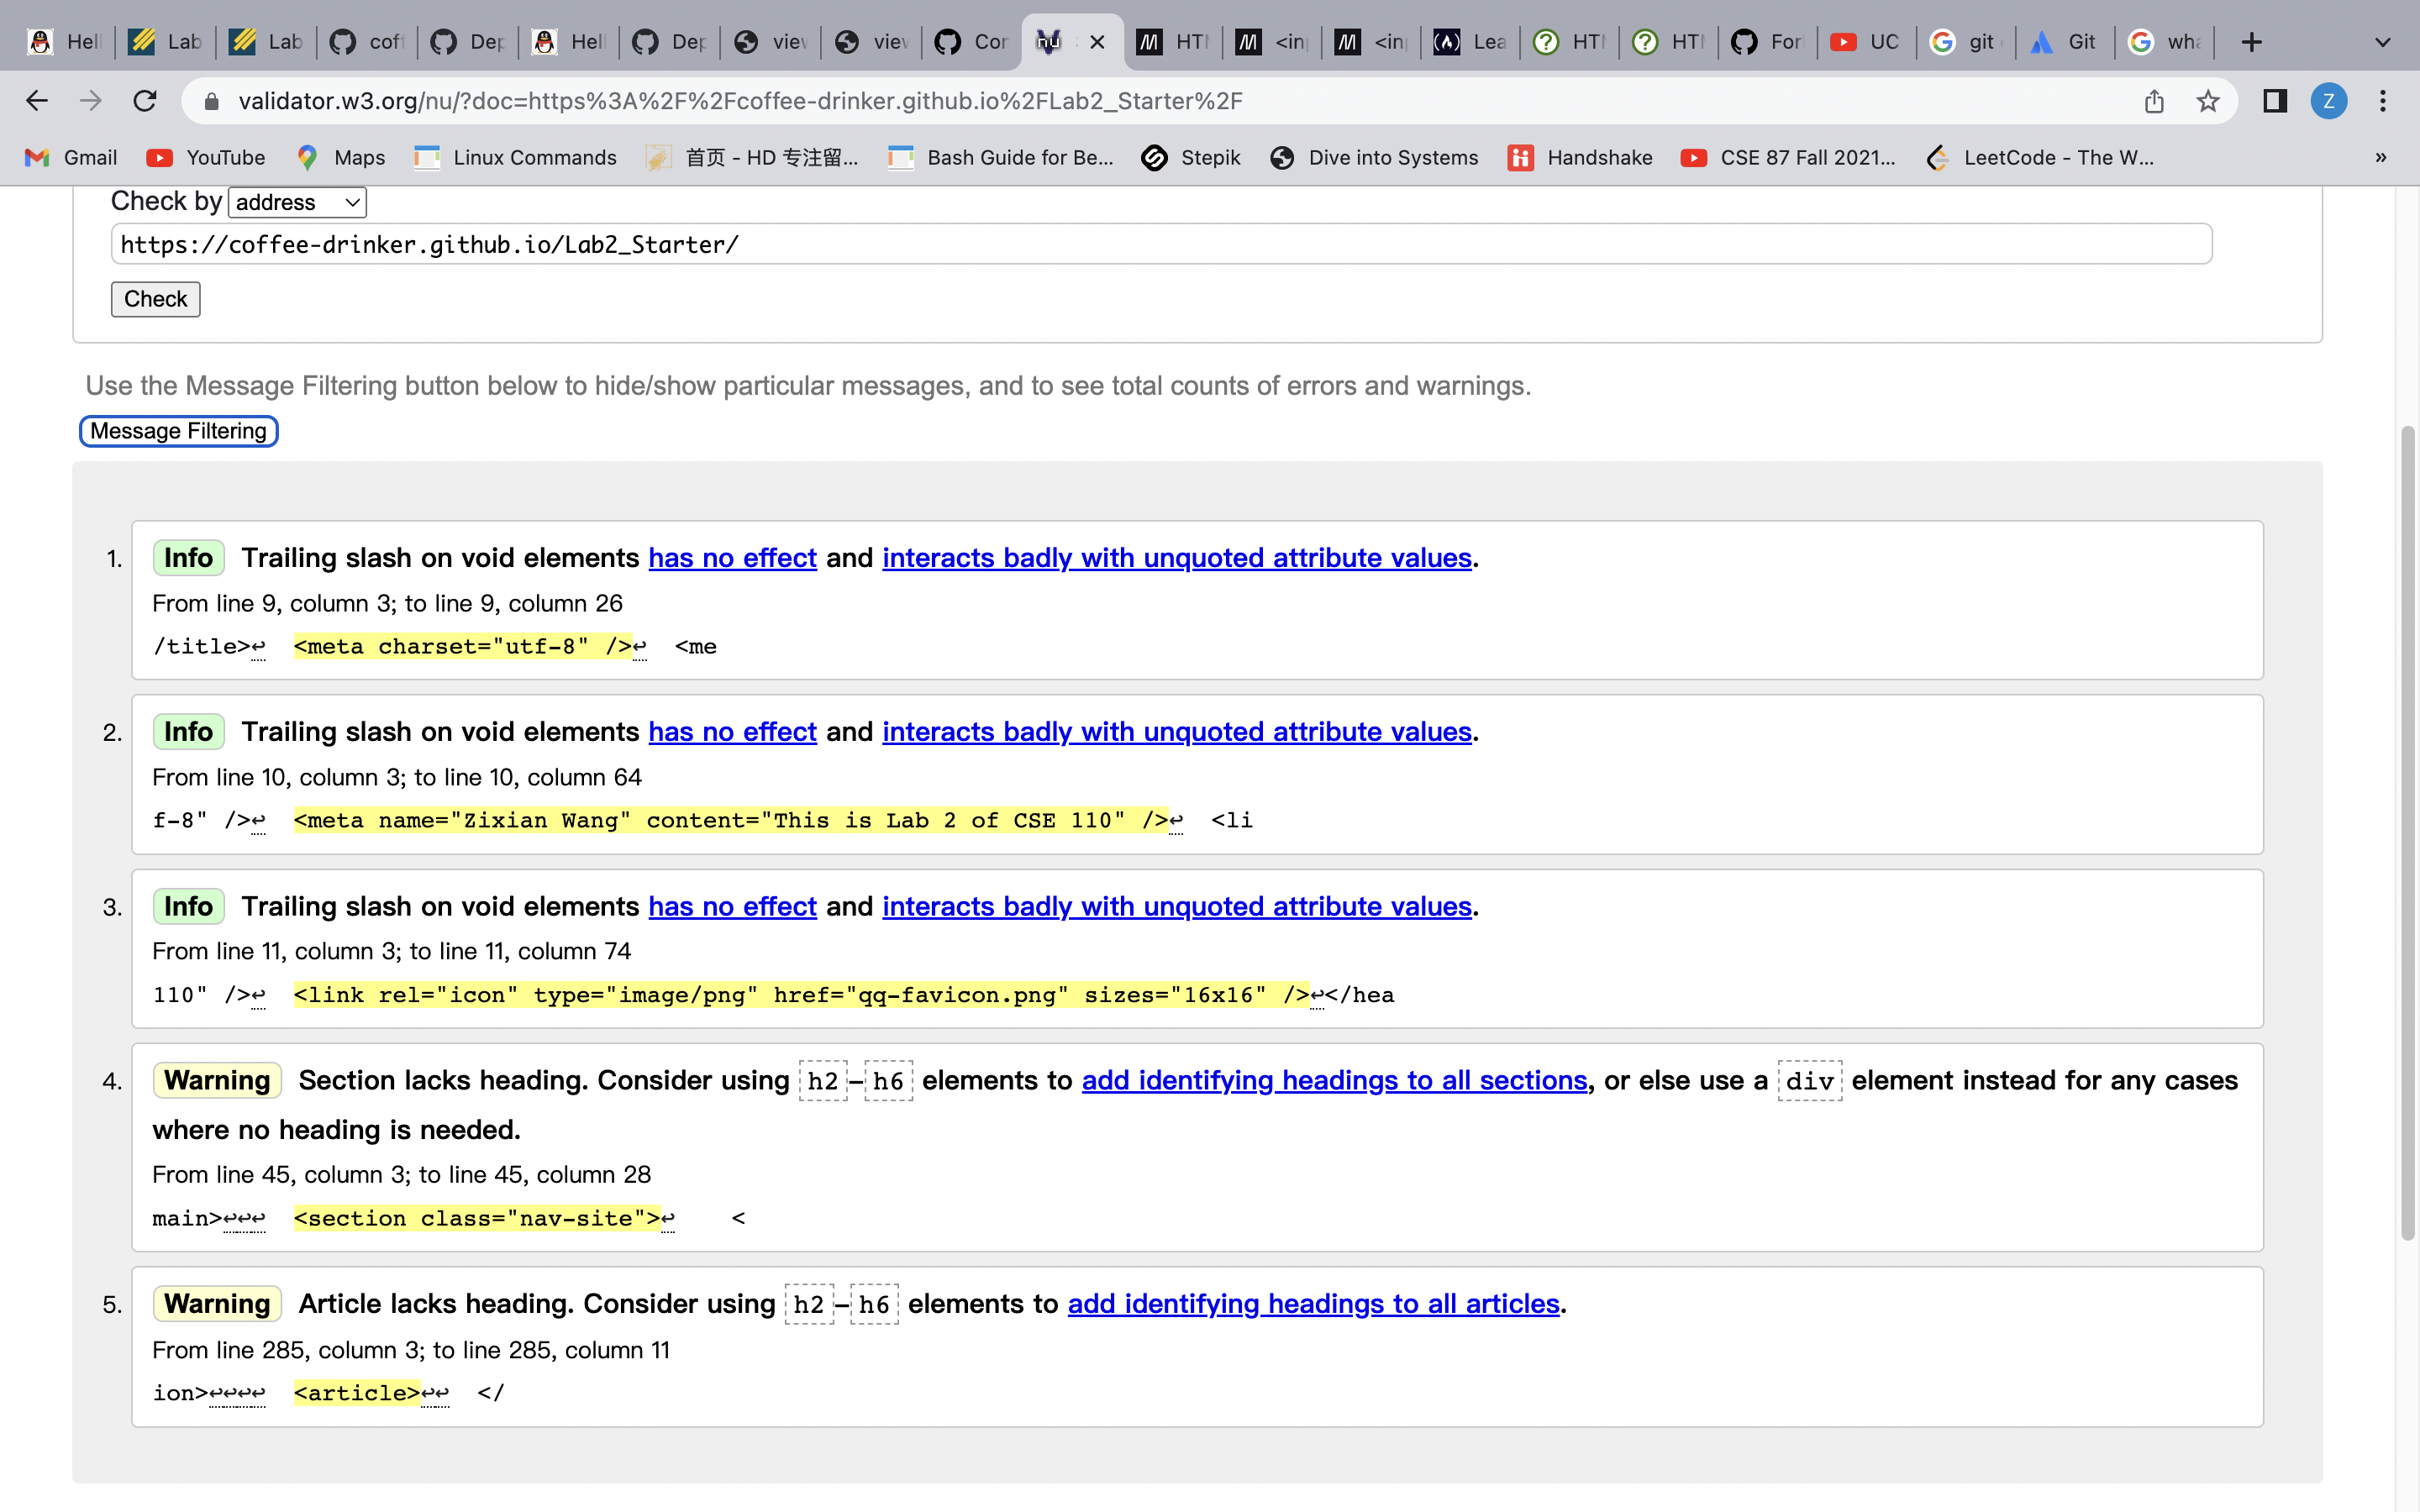 Hell Lab Lab coff Dep Hell Dep view view Cor nu HTM <inp <inp Lea HTM HTM For UC git Git wha
validator.w3.org/nu/?doc=https%3A%2F%2Fcoffee-drinker.github.io%2FLab2_Starter%2F Z
Gmail YouTube Maps Linux Commands 首页 - HD 专注留... Bash Guide for Be... Stepik Dive into Systems Handshake CSE 87 Fall 2021... LeetCode - The W... »
Check by address
https://coffee-drinker.github.io/Lab2_Starter/
Check
Use the Message Filtering button below to hide/show particular messages, and to see total counts of errors and warnings.
Message Filtering
1. Info Trailing slash on void elements has no effect and interacts badly with unquoted attribute values.
From line 9, column 3; to line 9, column 26
/title>↩ <meta charset="utf-8" />↩ <me
2. Info Trailing slash on void elements has no effect and interacts badly with unquoted attribute values.
From line 10, column 3; to line 10, column 64
f-8" />↩ <meta name="Zixian Wang" content="This is Lab 2 of CSE 110" />↩ <li
3. Info Trailing slash on void elements has no effect and interacts badly with unquoted attribute values.
From line 11, column 3; to line 11, column 74
110" />↩ <link rel="icon" type="image/png" href="qq-favicon.png" sizes="16x16" />↩</hea
4. Warning Section lacks heading. Consider using h2–h6 elements to add identifying headings to all sections, or else use a div element instead for any cases
where no heading is needed.
From line 45, column 3; to line 45, column 28
main>↩↩↩ <section class="nav-site">↩ <
5. Warning Article lacks heading. Consider using h2–h6 elements to add identifying headings to all articles.
From line 285, column 3; to line 285, column 11
ion>↩↩↩↩ <article>↩↩ </